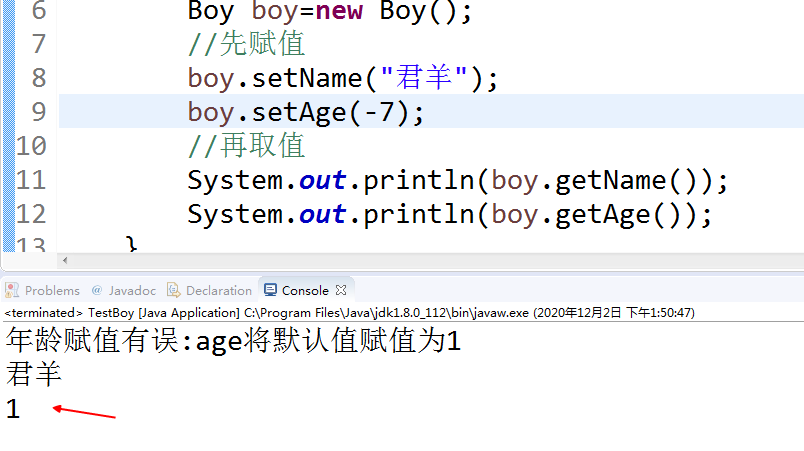 6 Boy boy=new Boy();
7 //先赋值
8 boy.setName("君羊");
9 boy.setAge(-7);
10 //再取值
11 System.out.println(boy.getName());
12 System.out.println(boy.getAge());
13 }
Problems @ Javadoc Declaration Console
<terminated> TestBoy [Java Application] C:\Program Files\Java\jdk1.8.0_112\bin\javaw.exe (2020年12月2日 下午1:50:47)
年龄赋值有误:age将默认值赋值为1
君羊
1